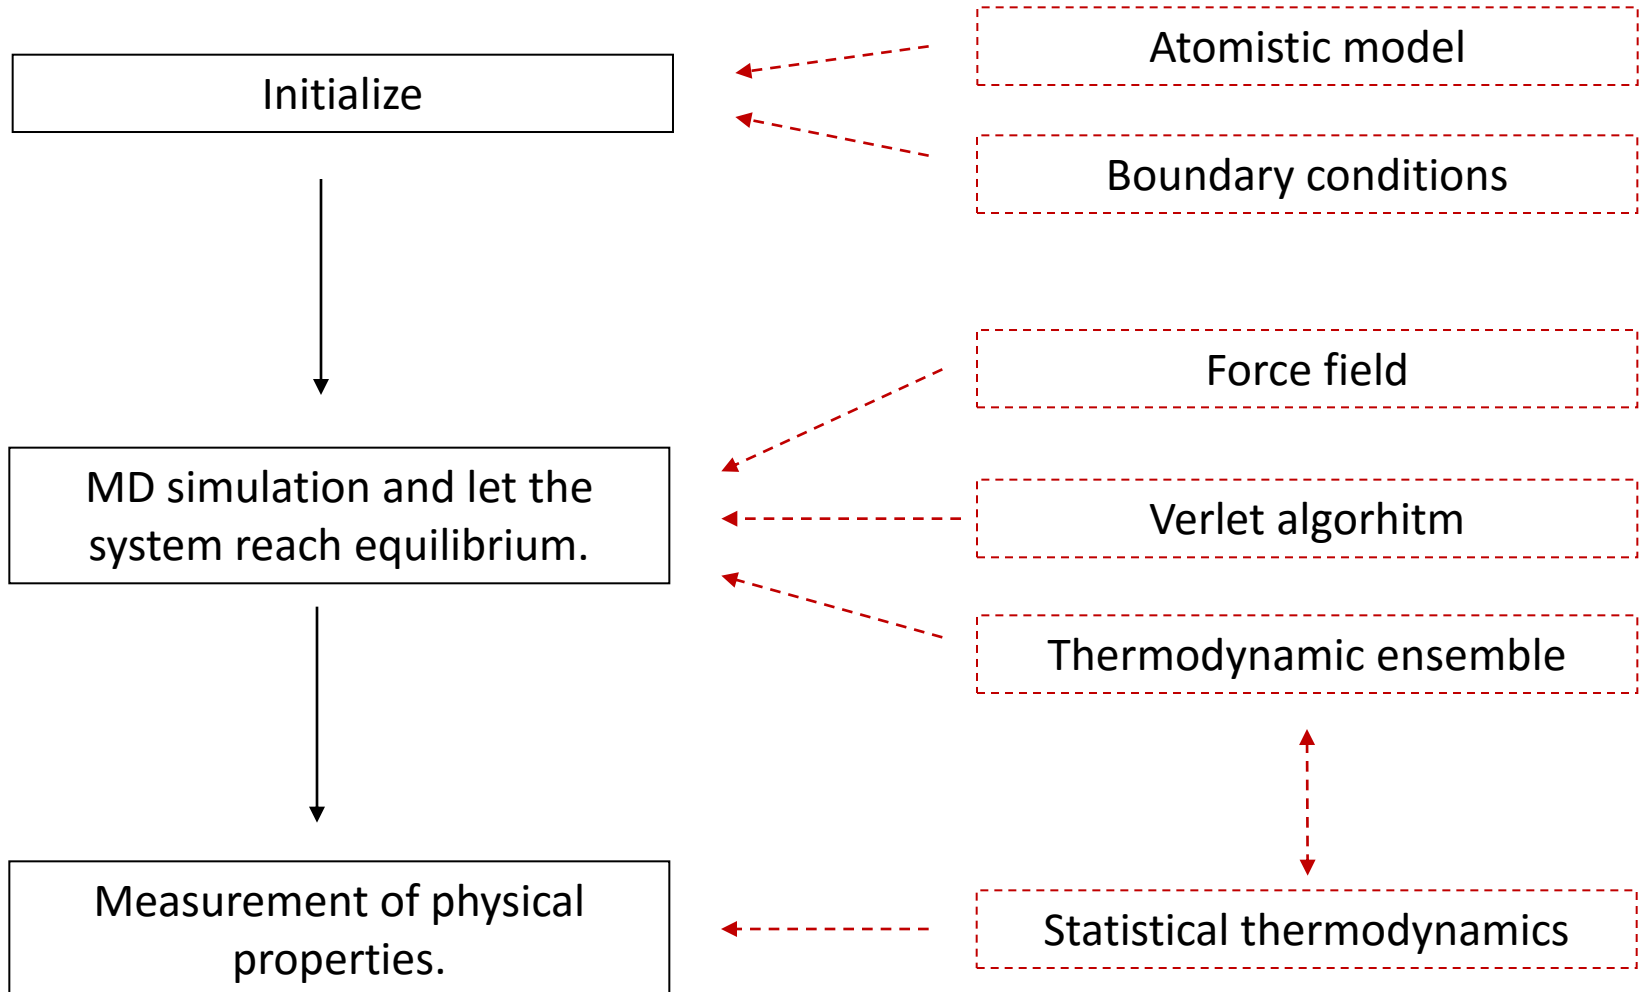 Initialize
Atomistic model
Boundary conditions
Force field
MD simulation and let the
system reach equilibrium.
Verlet algorhitm
Thermodynamic ensemble
Measurement of physical
properties.
Statistical thermodynamics